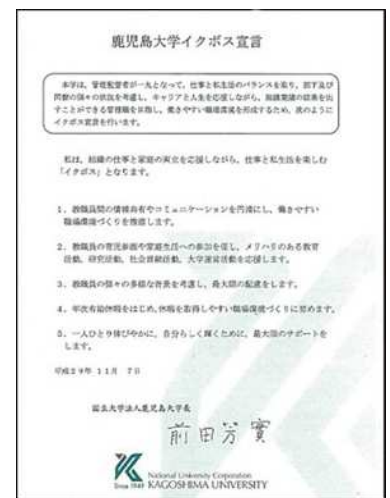 鹿児島大学イクボス宣言
本学は、管理監督者が一丸となって、仕事と私生活のバランスを取り、部下及び
同僚の個々の状況を考慮し、キャリアと人生を応援しながら、組織業績の結果を出
すことができる管理職を目指し、働きやすい職場環境を形成するため、次のように
イクボス宣言を行います。
私は、組織の仕事と家庭の両立を応援しながら、仕事と私生活を楽しむ
「イクボス」となります。
1.教職員間の情報共有やコミュニケーションを円滑にし、働きやすい
職場環境づくりを推進します。
2.教職員の育児参画や家庭生活への参加を促し、メリハリのある教育
活動、研究活動、社会貢献活動、大学運営活動を応援します。
3.教職員の個々の多様な背景を考慮し、最大限の配慮をします。
4.年次有給休暇をはじめ、休暇を取得しやすい職場環境づくりに努めます。
5.一人ひとり伸びやかに、自分らしく輝くために、最大限のサポートを
します。
平成29年 11月 7日
国立大学法人鹿児島大学長
前田芳實
National University Corporation
Since 1949 KAGOSHIMA UNIVERSITY